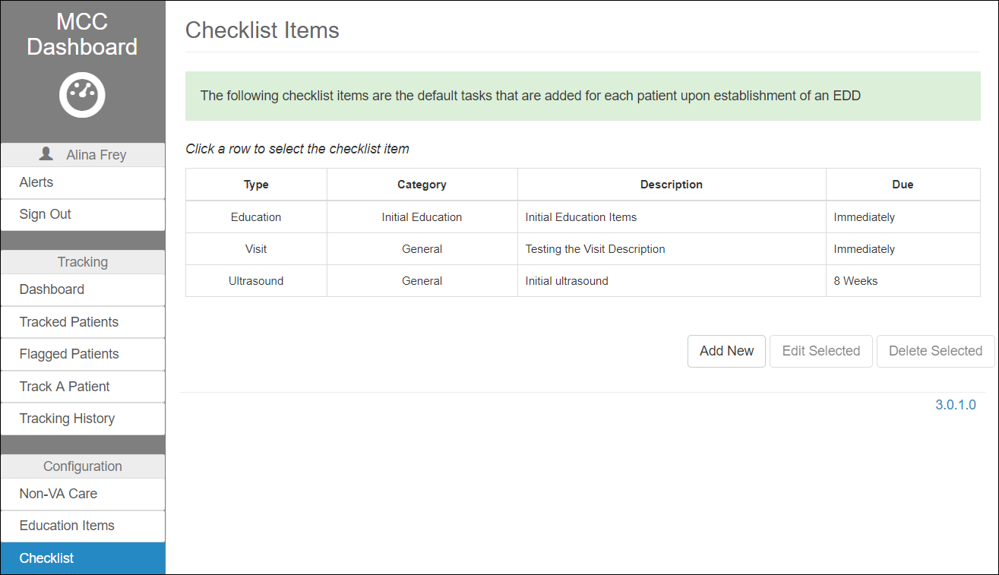 MCC
Dashboard
Alina Frey
Alerts
Sign Out
Tracking
Dashboard
Tracked Patients
Flagged Patients
Track A Patient
Tracking History
Configuration
Non-VA Care
Education Items
Checklist
Checklist Items
The following checklist items are the default tasks that are added for each patient upon establishment of an EDD
Click a row to select the checklist item
Type Category Description Due
Education Initial Education Initial Education Items Immediately
Visit General Testing the Visit Description Immediately
Ultrasound General Initial ultrasound 8 Weeks
Add New Edit Selected Delete Selected
3.0.1.0